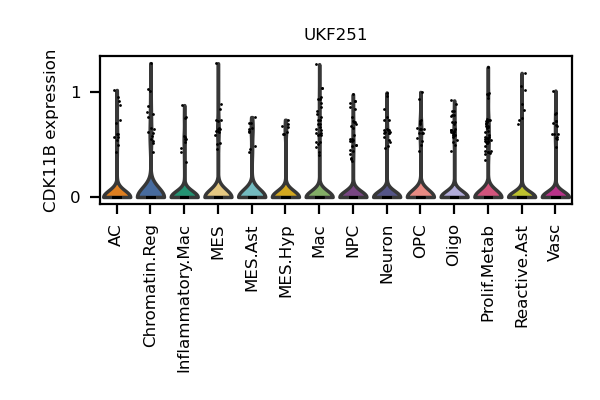 UKF251
CDK11B expression
1
0
AC
Chromatin.Reg
Inflammatory.Mac
MES
MES.Ast
MES.Hyp
Mac
NPC
Neuron
OPC
Oligo
Prolif.Metab
Reactive.Ast
Vasc